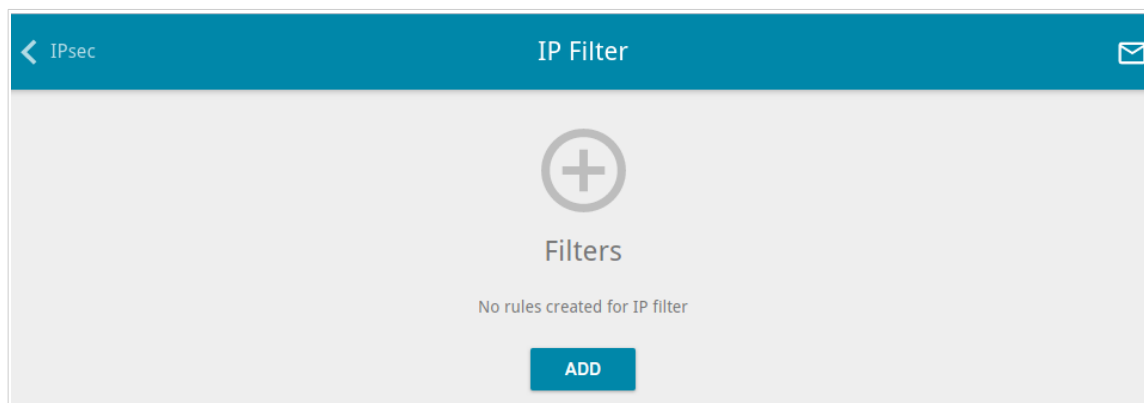 IPsec
IP Filter
Filters
No rules created for IP filter
ADD